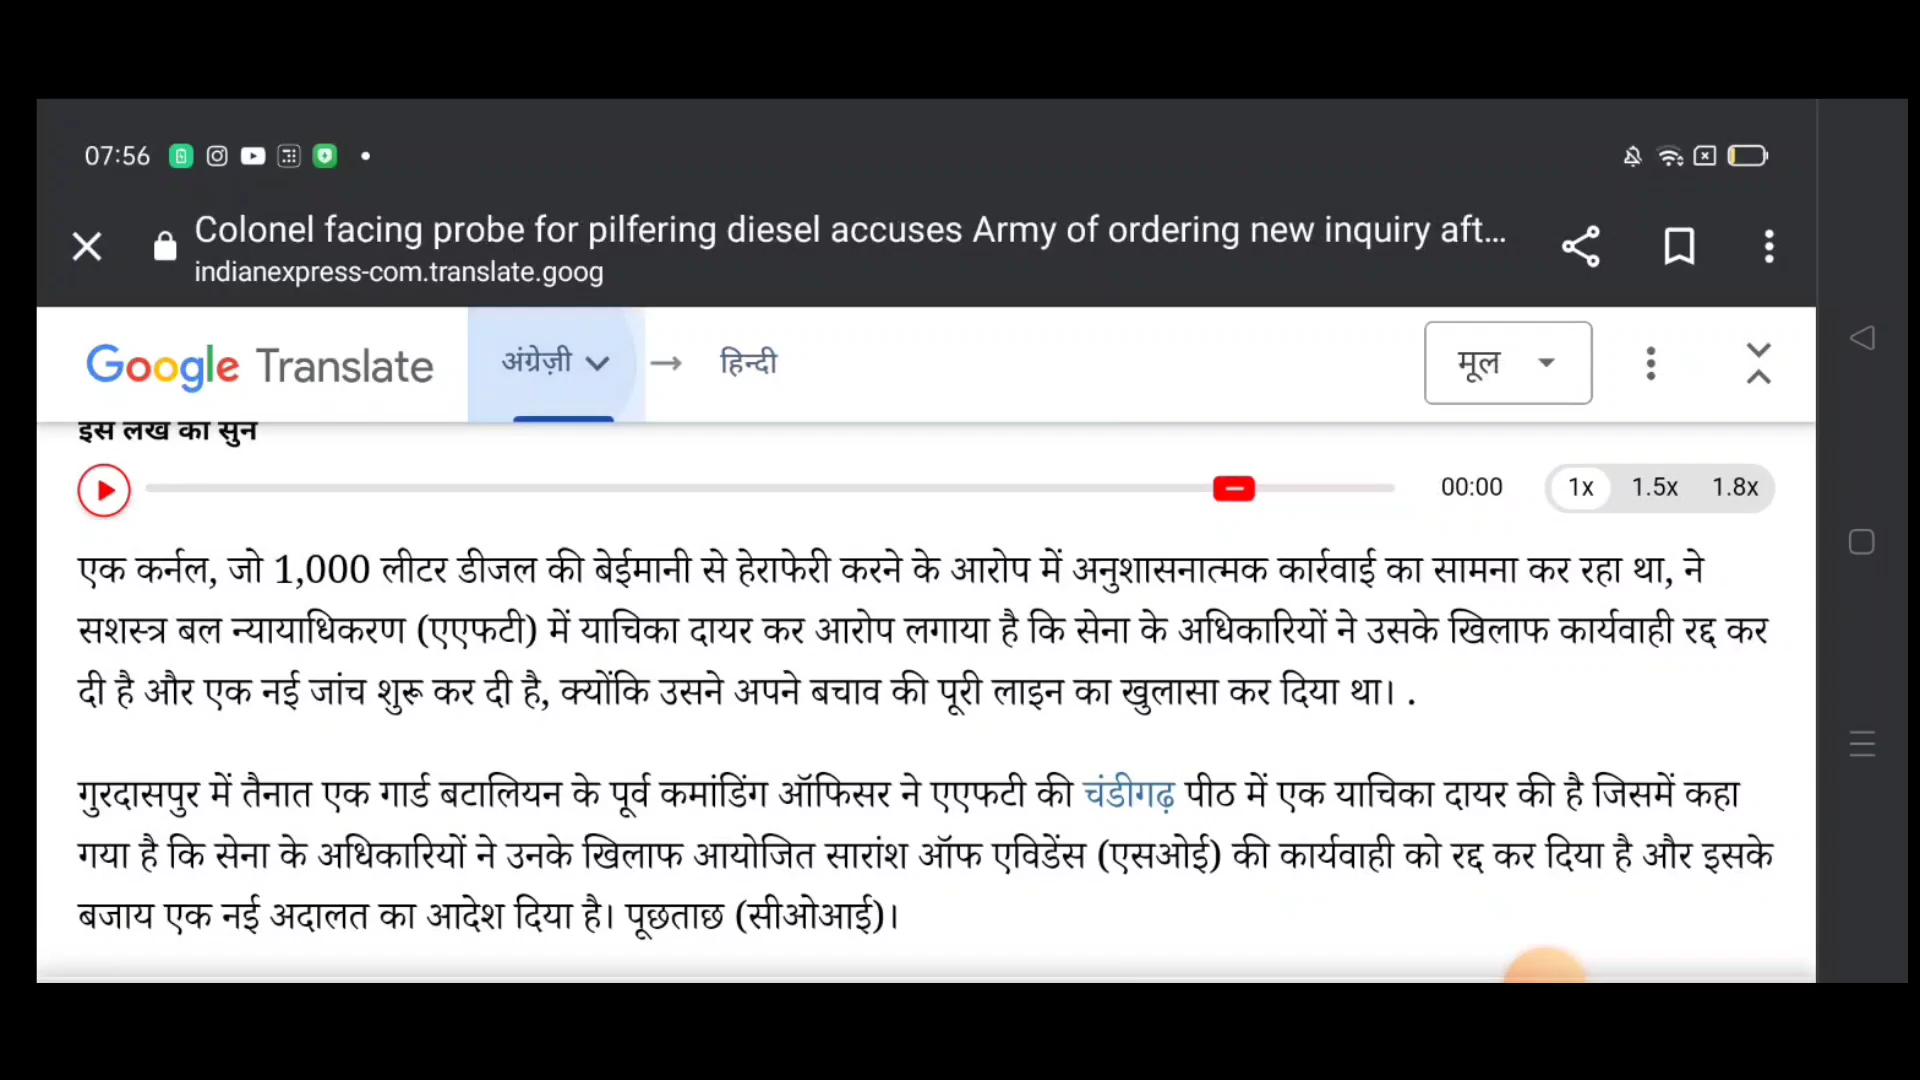 07:56
Colonel facing probe for pilfering diesel accuses Army of ordering new inquiry aft...
indianexpress-com.translate.goog
Google Translate अंग्रेज़ी → हिन्दी मूल
इस लेख को सुनें
00:00 1x 1.5x 1.8x
एक कर्नल, जो 1,000 लीटर डीजल की बेईमानी से हेराफेरी करने के आरोप में अनुशासनात्मक कार्रवाई का सामना कर रहा था, ने
सशस्त्र बल न्यायाधिकरण (एएफटी) में याचिका दायर कर आरोप लगाया है कि सेना के अधिकारियों ने उसके खिलाफ कार्यवाही रद्द कर
दी है और एक नई जांच शुरू कर दी है, क्योंकि उसने अपने बचाव की पूरी लाइन का खुलासा कर दिया था। .
गुरदासपुर में तैनात एक गार्ड बटालियन के पूर्व कमांडिंग ऑफिसर ने एएफटी की चंडीगढ़ पीठ में एक याचिका दायर की है जिसमें कहा
गया है कि सेना के अधिकारियों ने उनके खिलाफ आयोजित सारांश ऑफ एविडेंस (एसओई) की कार्यवाही को रद्द कर दिया है और इसके
बजाय एक नई अदालत का आदेश दिया है। पूछताछ (सीओआई)।